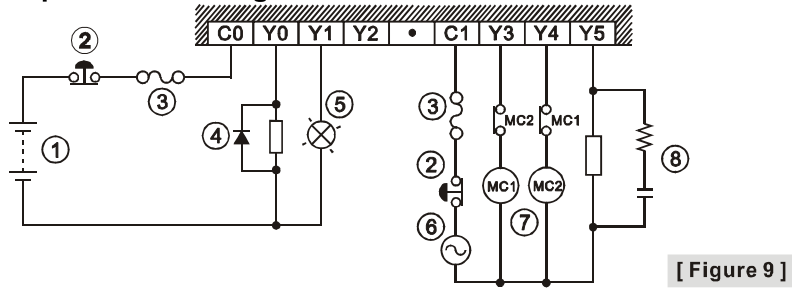 C0 Y0 Y1 Y2 • C1 Y3 Y4 Y5
② ③ ① ④ ⑤
③ ② ⑥ MC2 MC1 MC1 MC2 ⑦ ⑧
[ Figure 9 ]